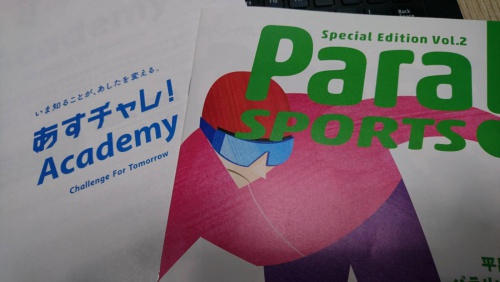 いま知ることが、あしたを変える。
あすチャレ!
Academy
Challenge For Tomorrow
Special Edition Vol.2
Para
SPORTS